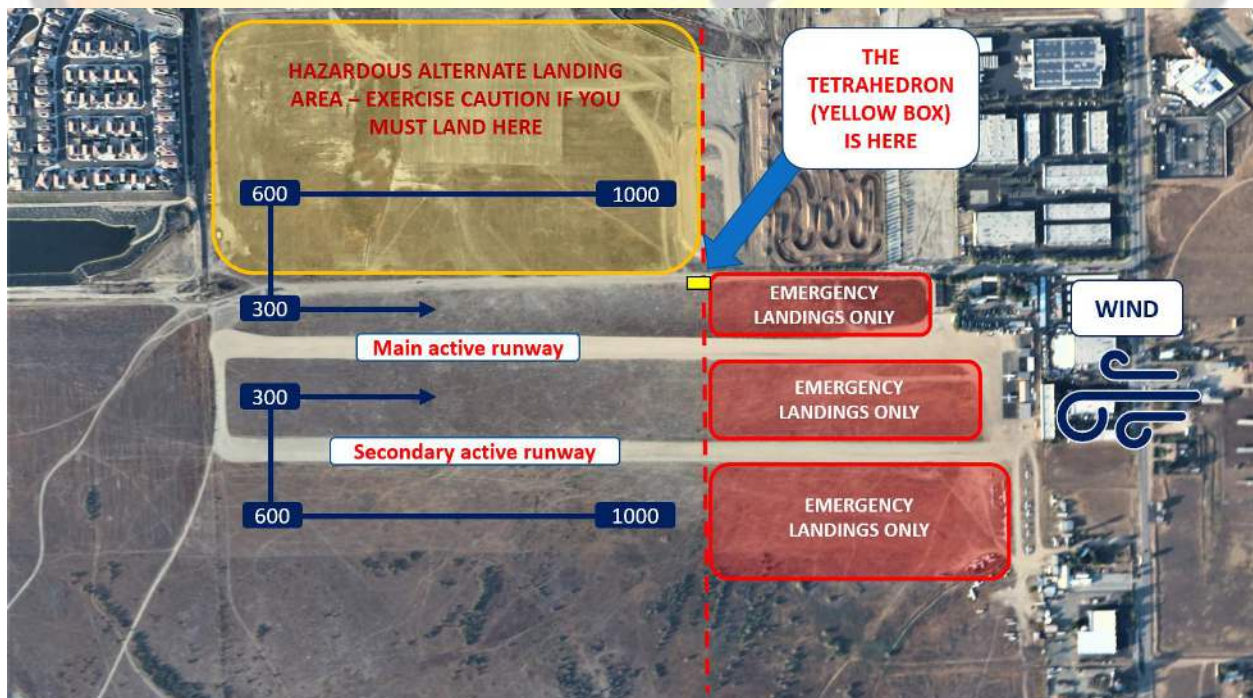 HAZARDOUS ALTERNATE LANDING
AREA – EXERCISE CAUTION IF YOU
MUST LAND HERE
THE
TETRAHEDRON
(YELLOW BOX)
IS HERE
600
1000
300
EMERGENCY
LANDINGS ONLY
WIND
Main active runway
300
EMERGENCY
LANDINGS ONLY
Secondary active runway
600
1000
EMERGENCY
LANDINGS ONLY